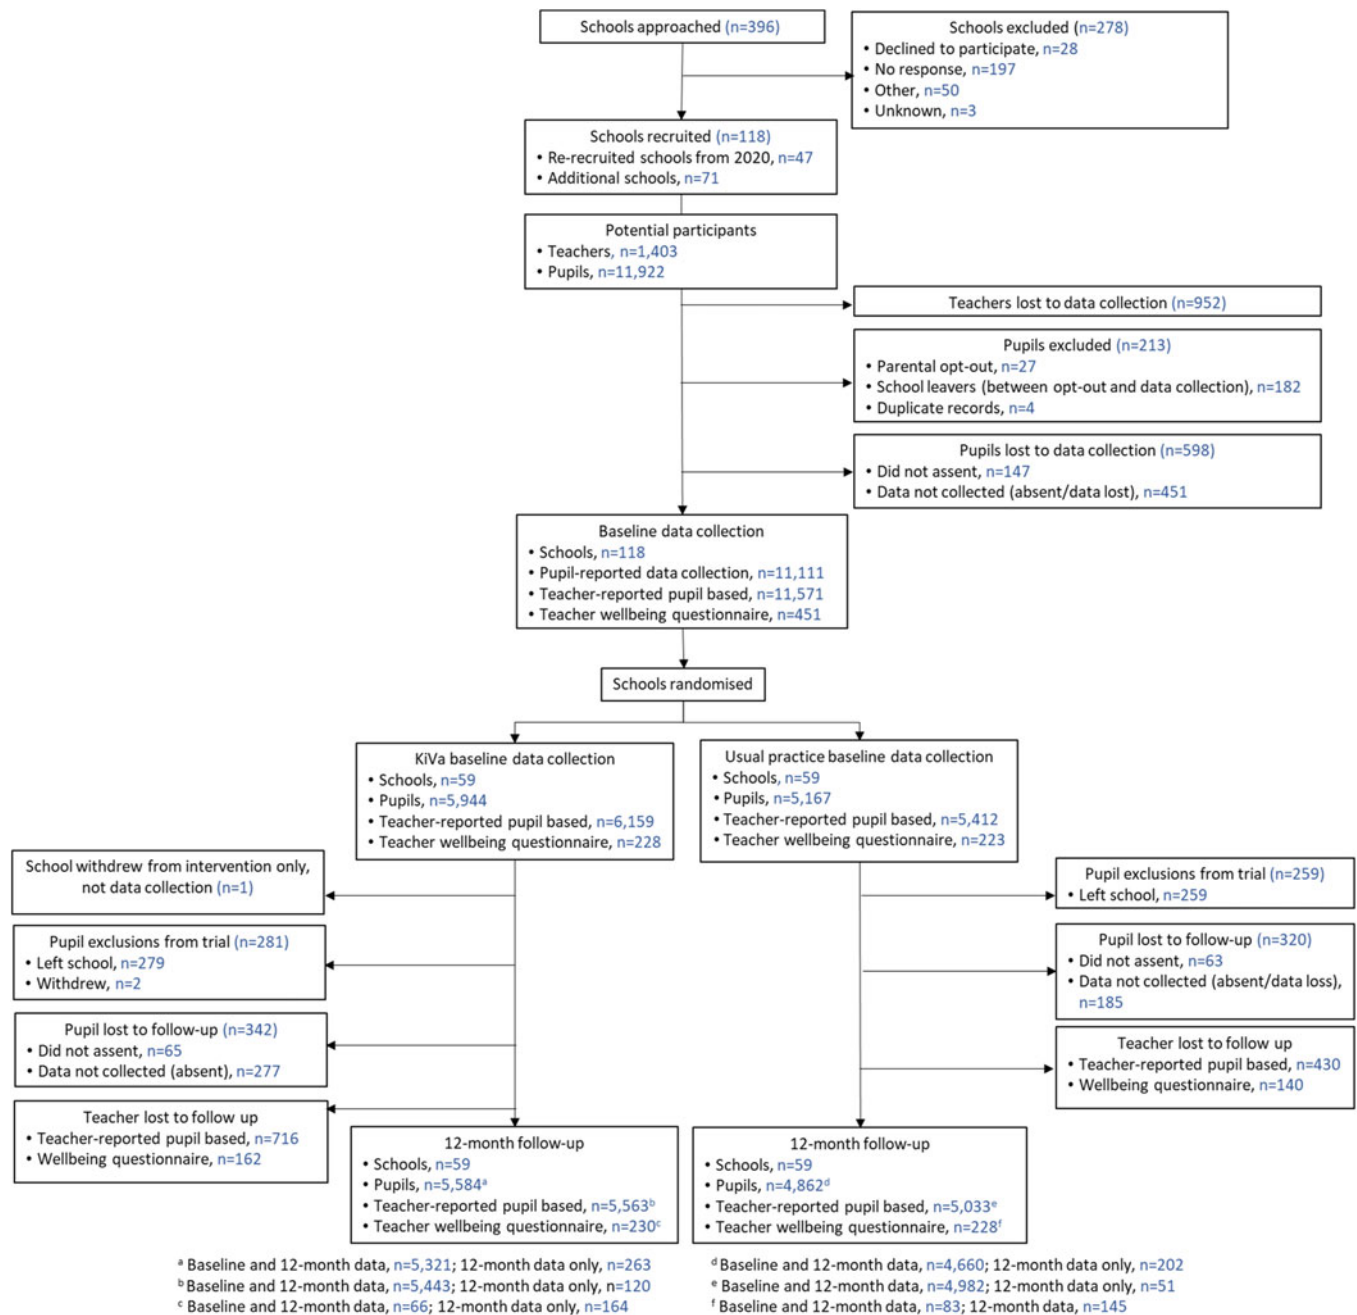 Schools approached (n=396)
Schools excluded (n=278)
• Declined to participate, n=28
• No response, n=197
• Other, n=50
• Unknown, n=3
Schools recruited (n=118)
• Re-recruited schools from 2020, n=47
• Additional schools, n=71
Potential participants
• Teachers, n=1,403
• Pupils, n=11,922
Teachers lost to data collection (n=952)
Pupils excluded (n=213)
• Parental opt-out, n=27
• School leavers (between opt-out and data collection), n=182
• Duplicate records, n=4
Pupils lost to data collection (n=598)
• Did not assent, n=147
• Data not collected (absent/data lost), n=451
Baseline data collection
• Schools, n=118
• Pupil-reported data collection, n=11,111
• Teacher-reported pupil based, n=11,571
• Teacher wellbeing questionnaire, n=451
Schools randomised
KiVa baseline data collection
• Schools, n=59
• Pupils, n=5,944
• Teacher-reported pupil based, n=6,159
• Teacher wellbeing questionnaire, n=228
Usual practice baseline data collection
• Schools, n=59
• Pupils, n=5,167
• Teacher-reported pupil based, n=5,412
• Teacher wellbeing questionnaire, n=223
School withdrew from intervention only,
not data collection (n=1)
Pupil exclusions from trial (n=281)
• Left school, n=279
• Withdrew, n=2
Pupil lost to follow-up (n=342)
• Did not assent, n=65
• Data not collected (absent), n=277
Teacher lost to follow up
• Teacher-reported pupil based, n=716
• Wellbeing questionnaire, n=162
Pupil exclusions from trial (n=259)
• Left school, n=259
Pupil lost to follow-up (n=320)
• Did not assent, n=63
• Data not collected (absent/data loss),
n=185
Teacher lost to follow up
• Teacher-reported pupil based, n=430
• Wellbeing questionnaire, n=140
12-month follow-up
• Schools, n=59
• Pupils, n=5,584ᵃ
• Teacher-reported pupil based, n=5,563ᵇ
• Teacher wellbeing questionnaire, n=230ᶜ
12-month follow-up
• Schools, n=59
• Pupils, n=4,862ᵈ
• Teacher-reported pupil based, n=5,033ᵉ
• Teacher wellbeing questionnaire, n=228ᶠ
ᵃ Baseline and 12-month data, n=5,321; 12-month data only, n=263
ᵇ Baseline and 12-month data, n=5,443; 12-month data only, n=120
ᶜ Baseline and 12-month data, n=66; 12-month data only, n=164
ᵈ Baseline and 12-month data, n=4,660; 12-month data only, n=202
ᵉ Baseline and 12-month data, n=4,982; 12-month data only, n=51
ᶠ Baseline and 12-month data, n=83; 12-month data, n=145